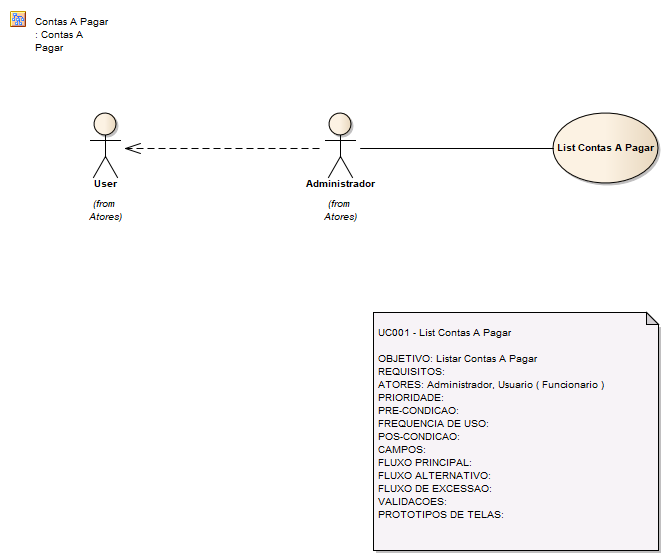 Contas A Pagar
: Contas A
Pagar
User
(from
Atores)
Administrador
(from
Atores)
List Contas A Pagar
UC001 - List Contas A Pagar
OBJETIVO: Listar Contas A Pagar
REQUISITOS:
ATORES: Administrador, Usuario ( Funcionario )
PRIORIDADE:
PRE-CONDICAO:
FREQUENCIA DE USO:
POS-CONDICAO:
CAMPOS:
FLUXO PRINCIPAL:
FLUXO ALTERNATIVO:
FLUXO DE EXCESSAO:
VALIDACOES:
PROTOTIPOS DE TELAS: